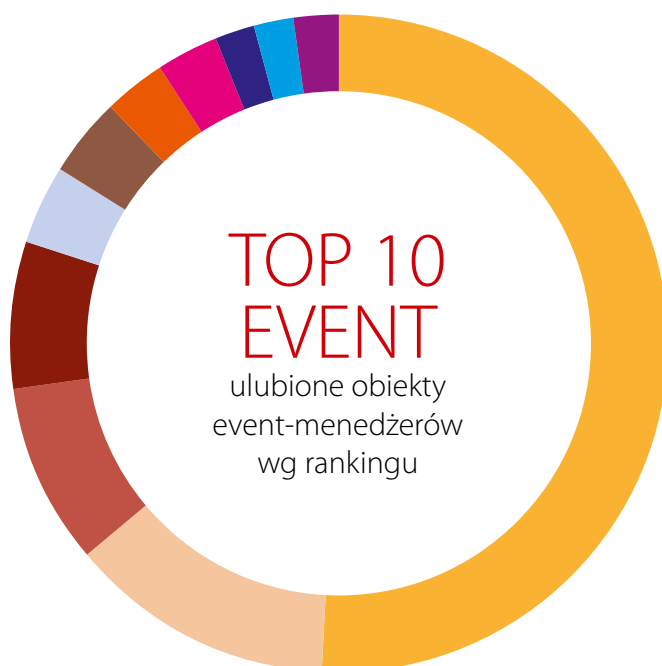 TOP 10
EVENT
ulubione obiekty
event-menedżerów
wg rankingu